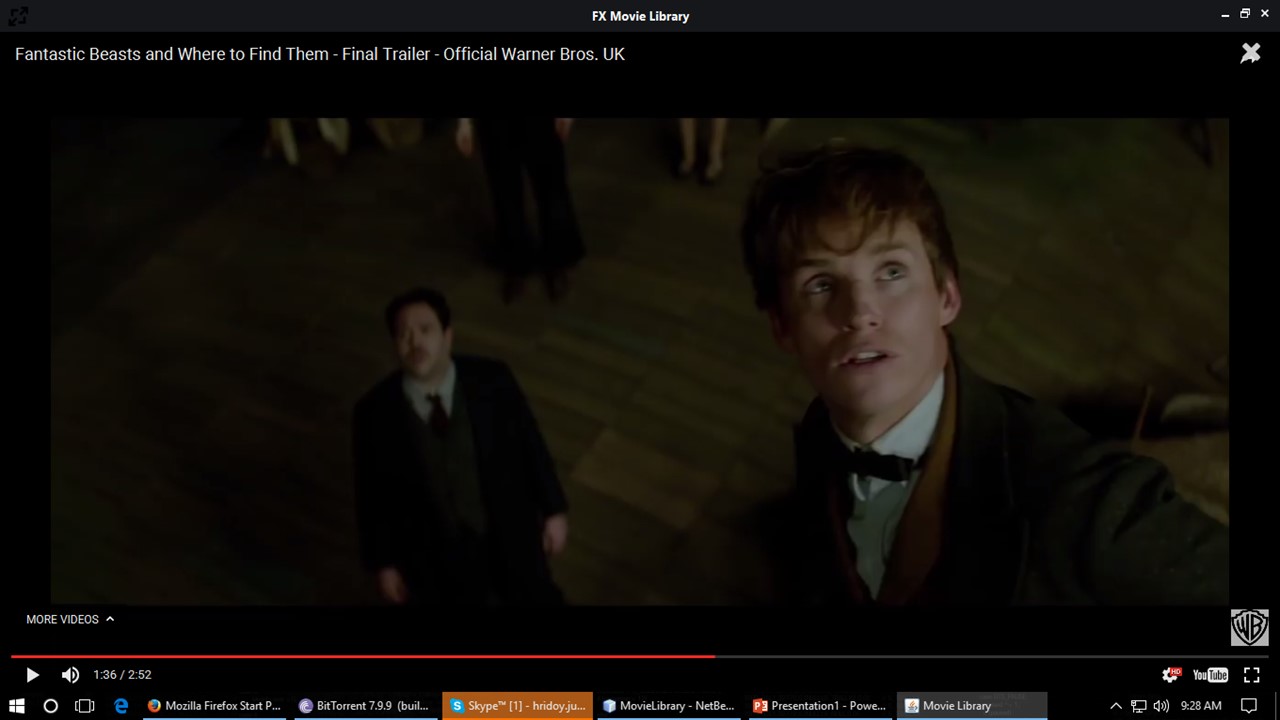 FX Movie Library
Fantastic Beasts and Where to Find Them - Final Trailer - Official Warner Bros. UK
MORE VIDEOS
WB
1:36 / 2:52
HD
YouTube
Mozilla Firefox Start P...
BitTorrent 7.9.9 (buil...
Skype™ [1] - hridoy.ju...
MovieLibrary - NetBe...
Presentation1 - Powe...
Movie Library
9:28 AM